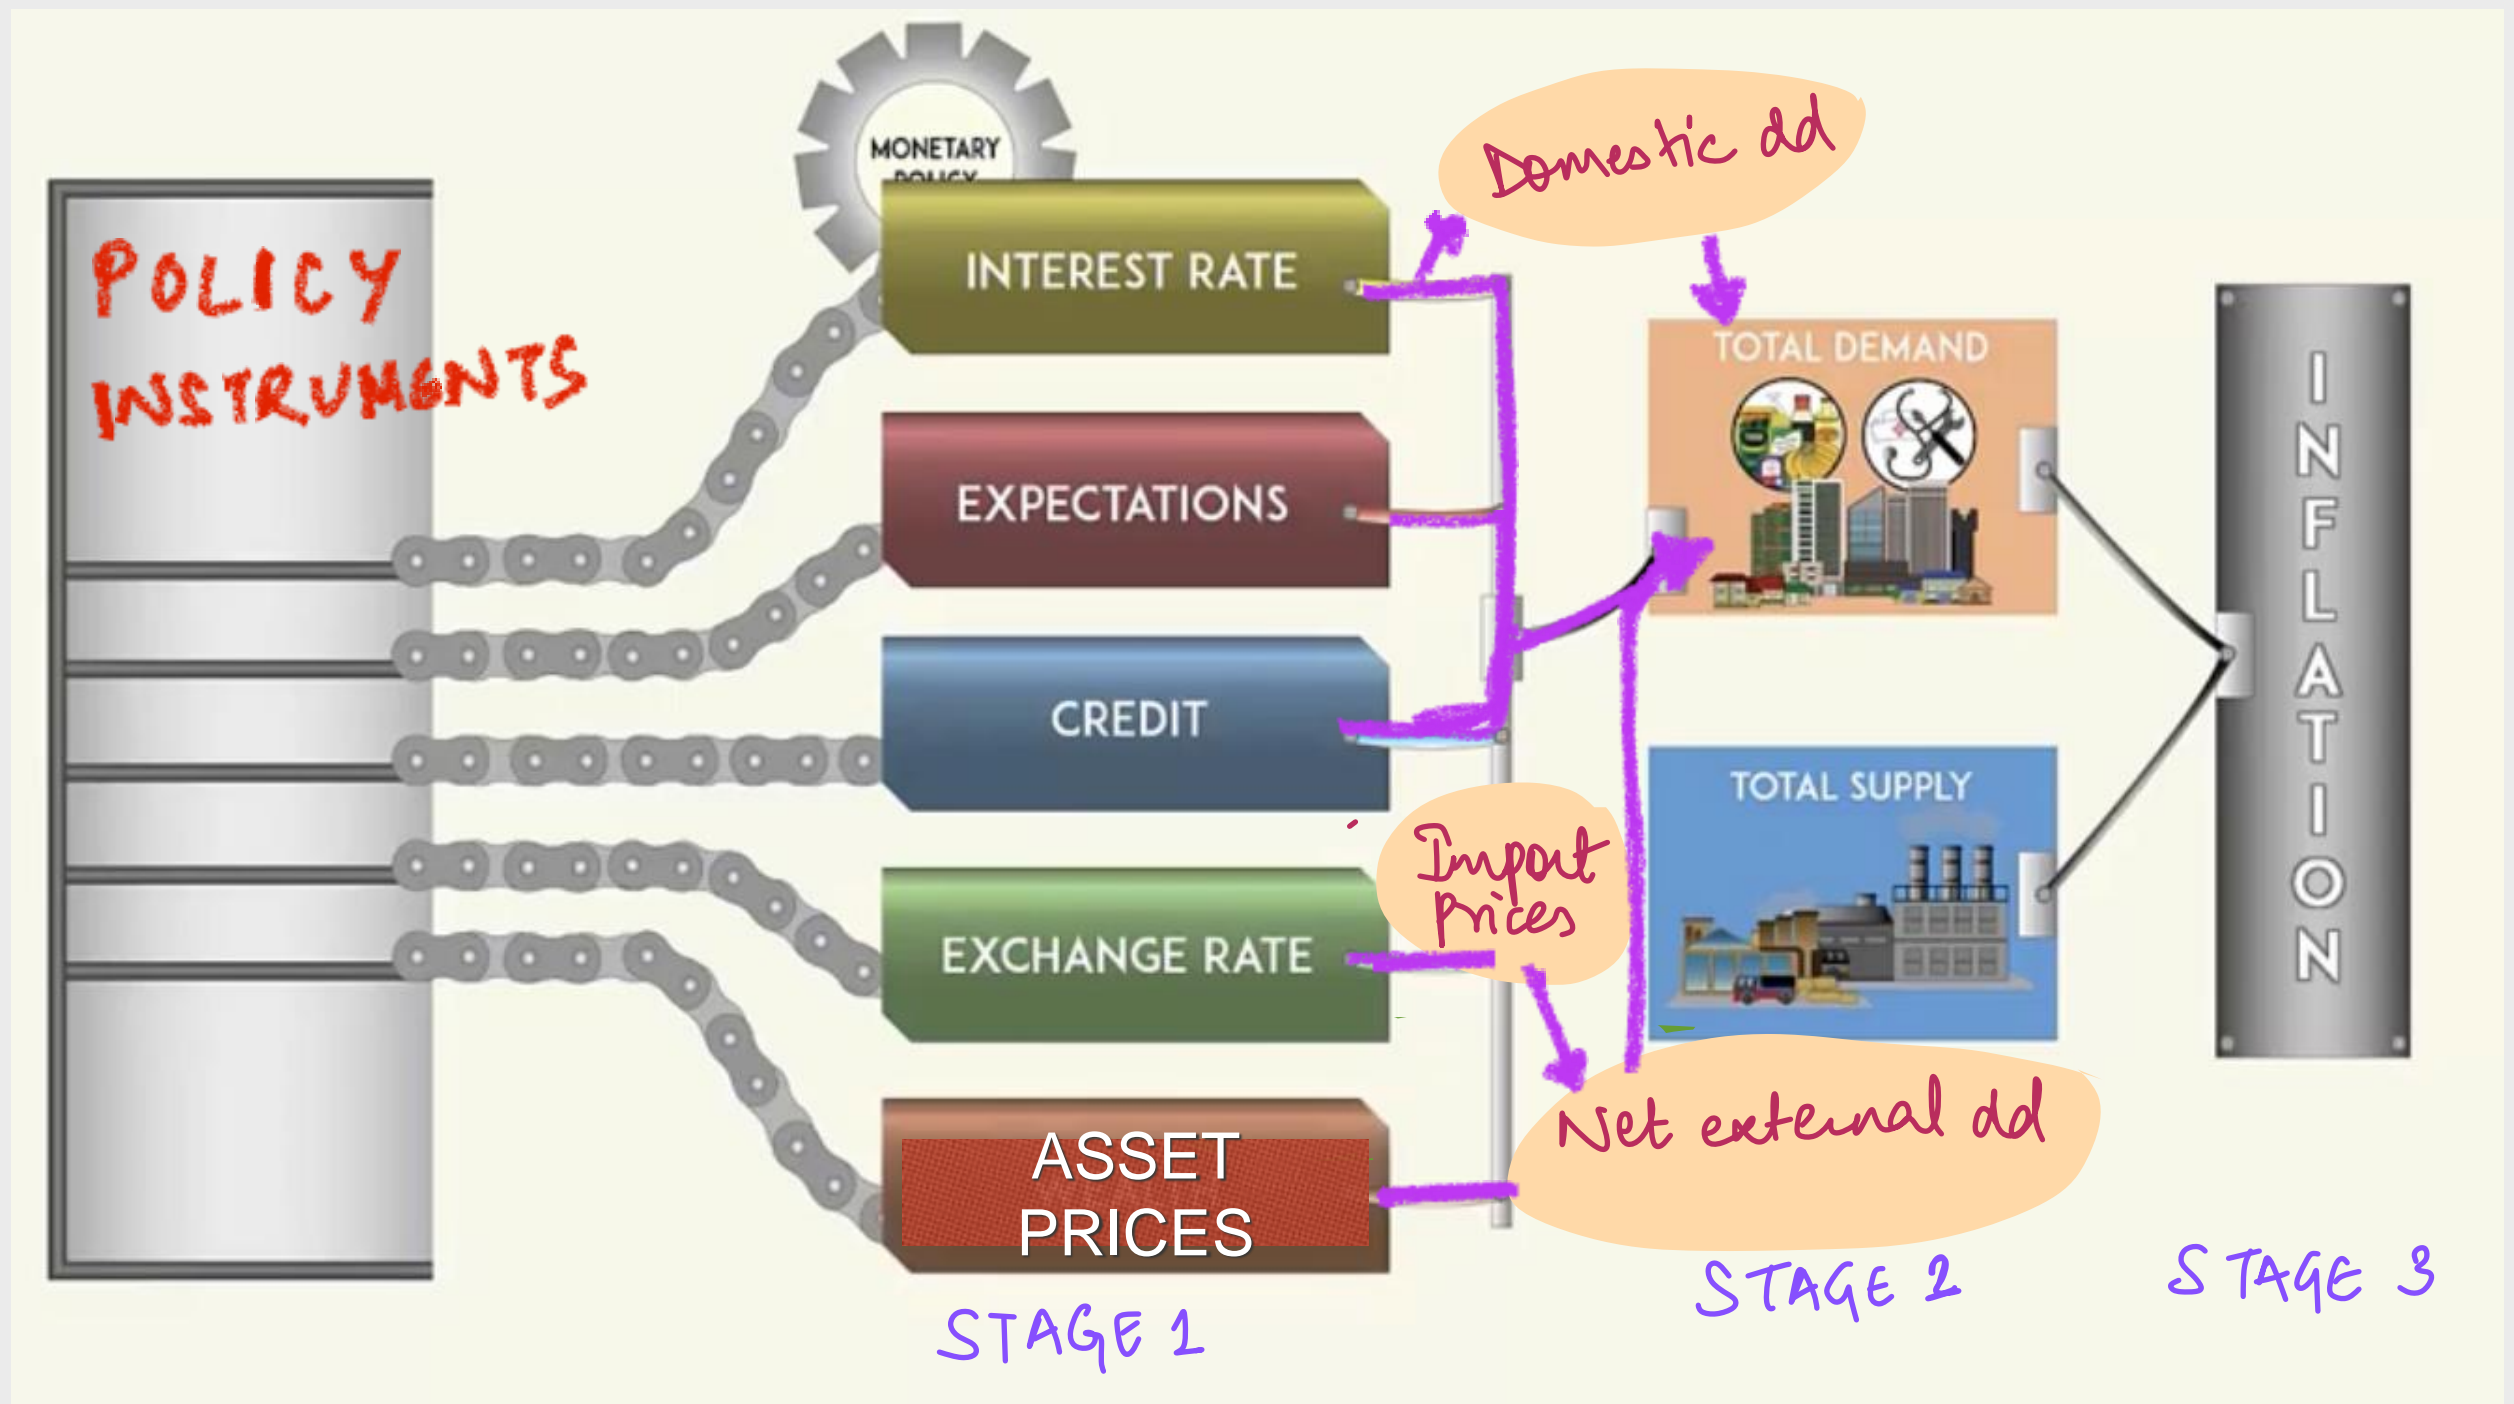 MONETARY
POLICY
POLICY
INSTRUMENTS
INTEREST RATE
EXPECTATIONS
CREDIT
EXCHANGE RATE
ASSET
PRICES
STAGE 1
Domestic dd
Import
prices
Net external dd
TOTAL DEMAND
TOTAL SUPPLY
STAGE 2
INFLATION
STAGE 3